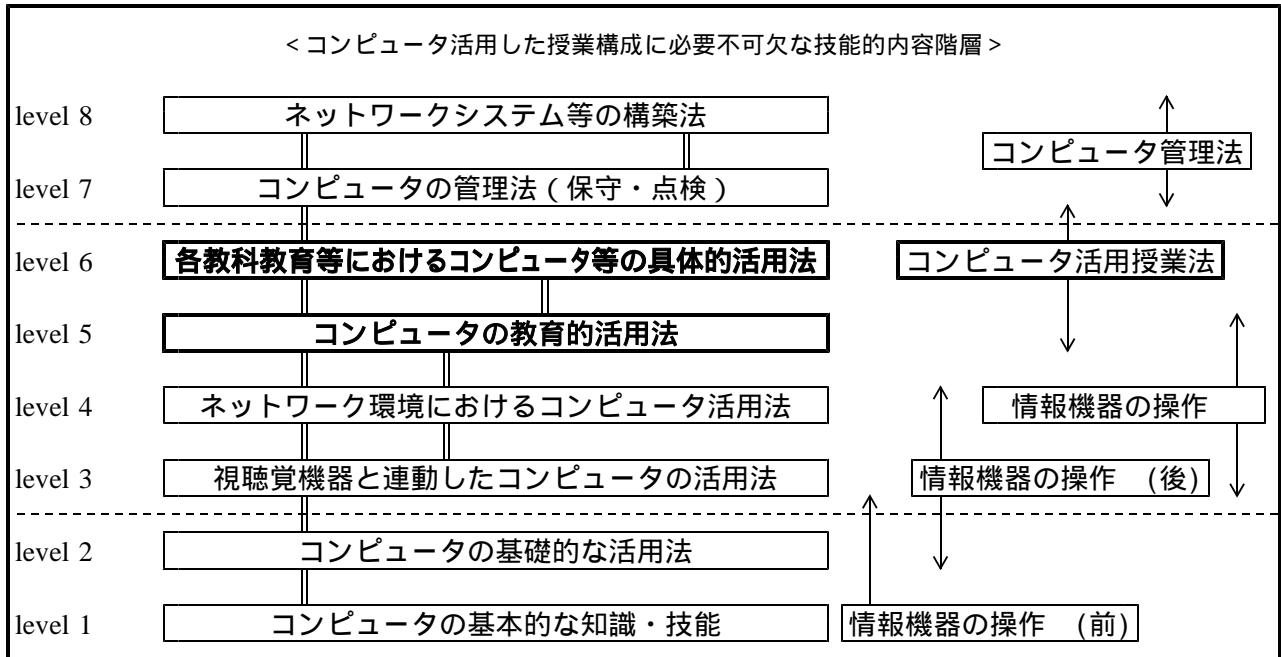 <コンピュータ活用した授業構成に必要不可欠な技能的内容階層>
level 8 ネットワークシステム等の構築法
コンピュータ管理法
level 7 コンピュータの管理法（保守・点検）
level 6 各教科教育等におけるコンピュータ等の具体的活用法 コンピュータ活用授業法
level 5 コンピュータの教育的活用法
level 4 ネットワーク環境におけるコンピュータ活用法 情報機器の操作
level 3 視聴覚機器と連動したコンピュータの活用法 情報機器の操作 (後)
level 2 コンピュータの基礎的な活用法
level 1 コンピュータの基本的な知識・技能 情報機器の操作 (前)